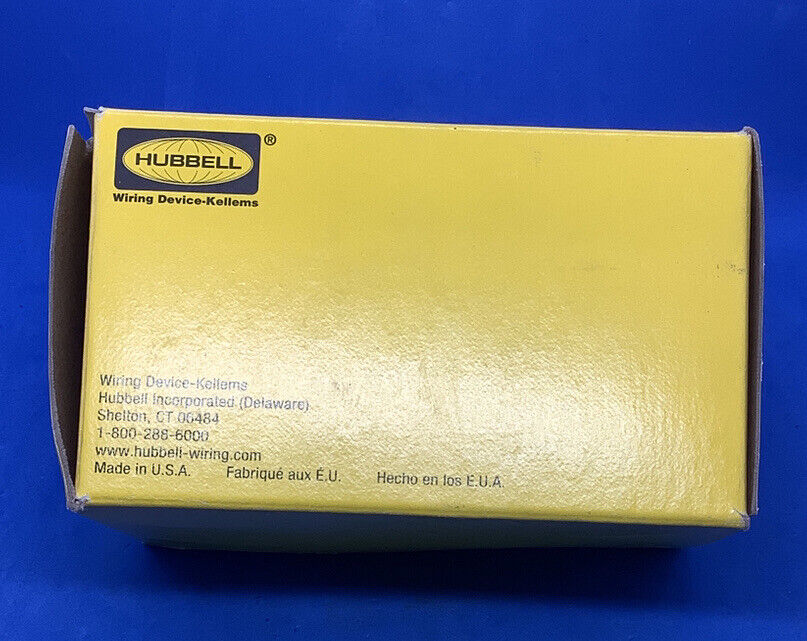 HUBBELL®
Wiring Device-Kellems
Wiring Device-Kellems
Hubbell Incorporated (Delaware)
Shelton, CT 06484
1-800-288-6000
www.hubbell-wiring.com
Made in U.S.A. Fabriqué aux É.U. Hecho en los E.U.A.